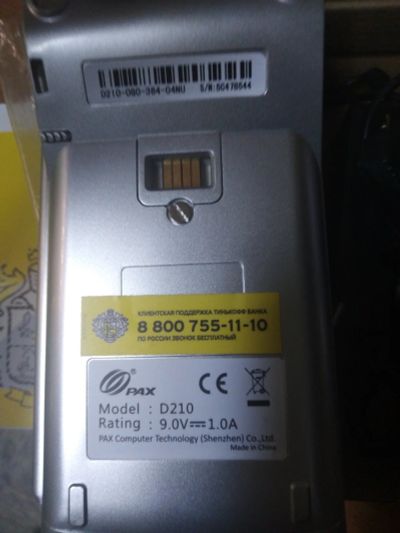 D210-0B0-364-04NU S/N:50476544
КЛИЕНТСКАЯ ПОДДЕРЖКА ТИНЬКОФФ БАНКА
8 800 755-11-10
ПО РОССИИ ЗВОНОК БЕСПЛАТНЫЙ
PAX CE
Model : D210
Rating : 9.0V⎓1.0A
PAX Computer Technology (Shenzhen) Co.,Ltd.
Made in China